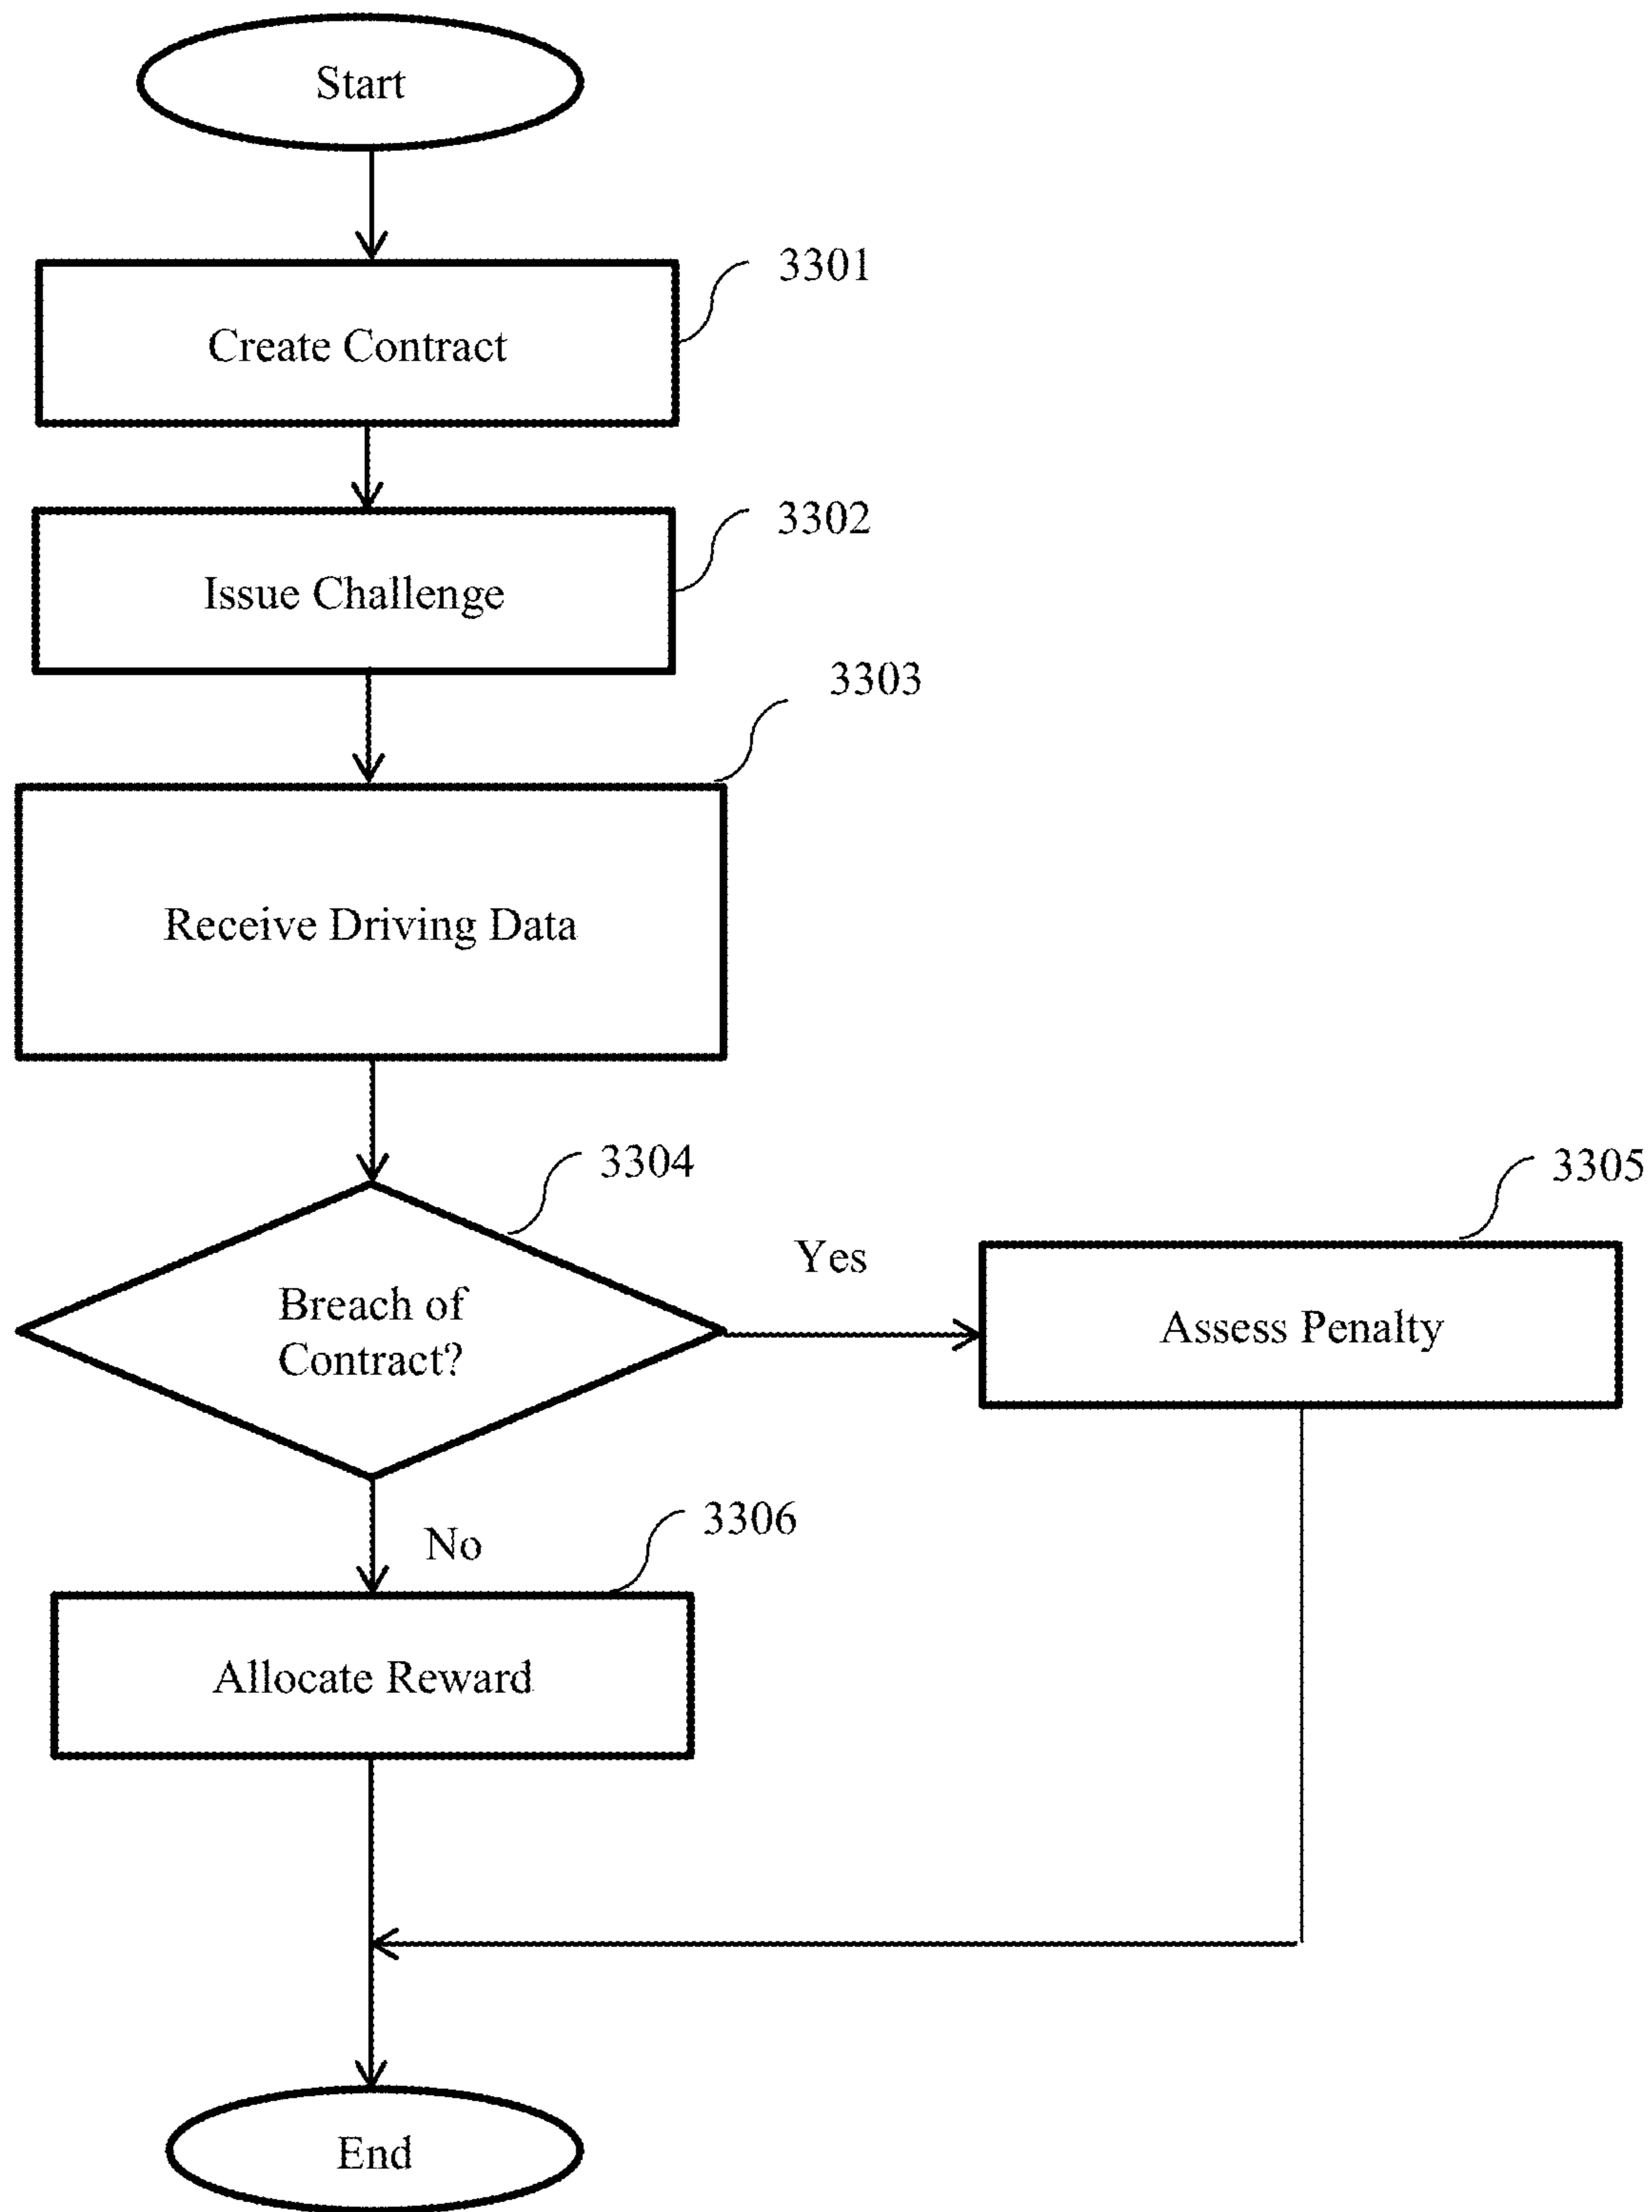 Start
3301
Create Contract
3302
Issue Challenge
3303
Receive Driving Data
3304
Breach of
Contract?
Yes
3305
Assess Penalty
No
3306
Allocate Reward
End